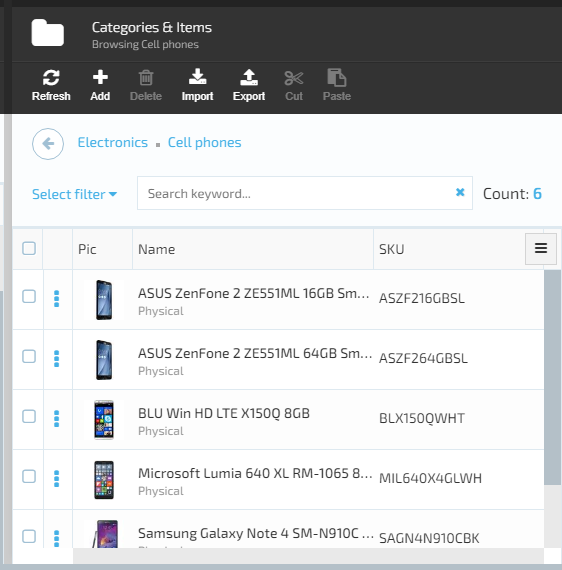 Categories & Items
Browsing Cell phones
Refresh Add Delete Import Export Cut Paste
Electronics Cell phones
Select filter Search keyword... Count: 6
Pic Name SKU
ASUS ZenFone 2 ZE551ML 16GB Sm... ASZF216GBSL
Physical
ASUS ZenFone 2 ZE551ML 64GB Sm... ASZF264GBSL
Physical
BLU Win HD LTE X150Q 8GB BLX150QWHT
Physical
Microsoft Lumia 640 XL RM-1065 8... MIL640X4GLWH
Physical
Samsung Galaxy Note 4 SM-N910C ... SAGN4N910CBK